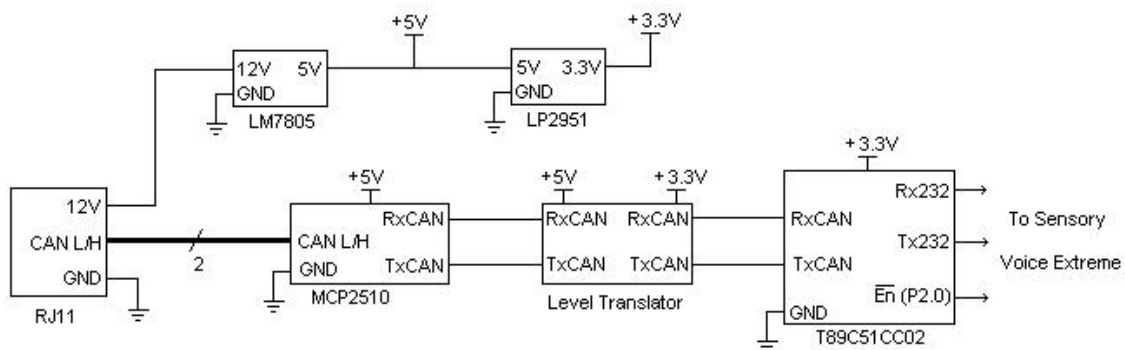 +5V
+3.3V
12V 5V
GND
LM7805
5V 3.3V
GND
LP2951
12V
CAN L/H
GND
RJ11
2
+5V
RxCAN
CAN L/H
GND
TxCAN
MCP2510
+5V
+3.3V
RxCAN RxCAN
TxCAN TxCAN
Level Translator
+3.3V
Rx232
RxCAN
Tx232
TxCAN
En (P2.0)
GND
T89C51CC02
To Sensory
Voice Extreme